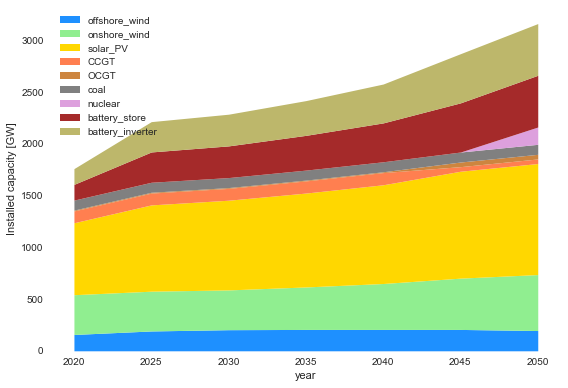 offshore_wind
onshore_wind
solar_PV
CCGT
OCGT
coal
nuclear
battery_store
battery_inverter
Installed capacity [GW]
3000
2500
2000
1500
1000
500
0
2020 2025 2030 2035 2040 2045 2050
year